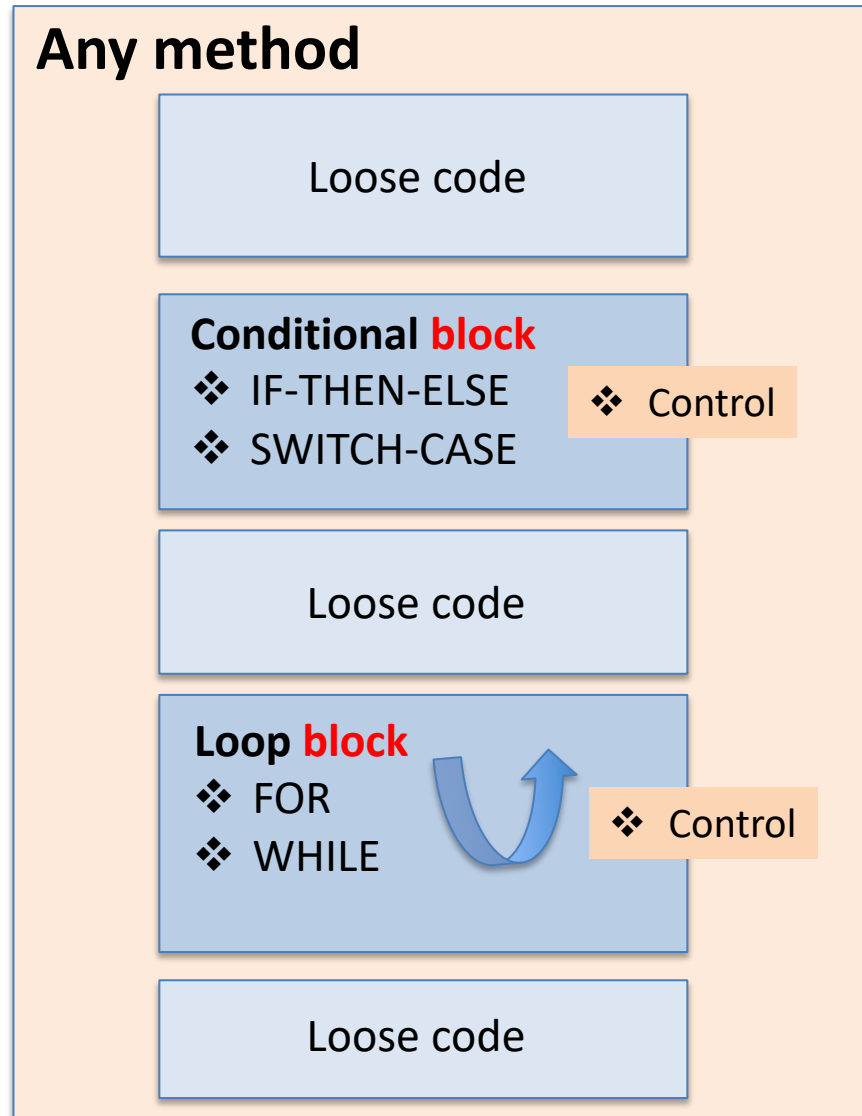 Any method
Loose code
Conditional block
❖ IF-THEN-ELSE
❖ Control
❖ SWITCH-CASE
Loose code
Loop block
❖ FOR
❖ Control
❖ WHILE
Loose code